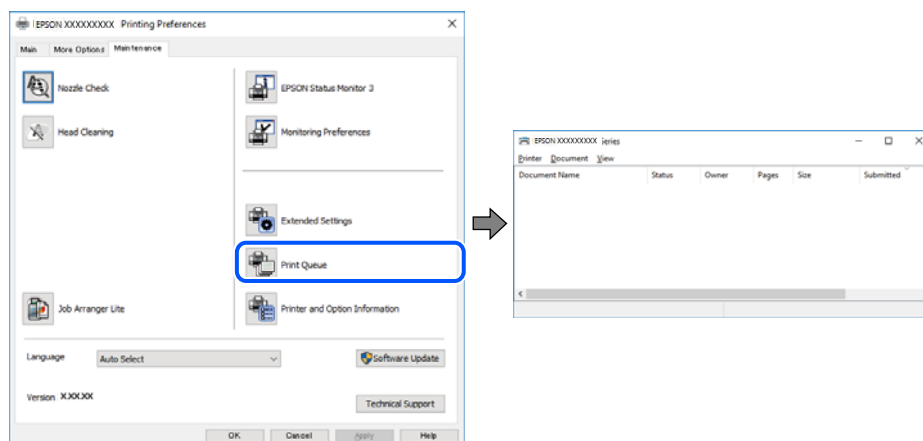 EPSON XXXXXXXXX Printing Preferences
Main More Options Maintenance
Nozzle Check
EPSON Status Monitor 3
Head Cleaning
Monitoring Preferences
Extended Settings
Print Queue
Job Arranger Lite
Printer and Option Information
Language Auto Select
Software Update
Version X.XX.XX
Technical Support
OK Cancel Apply Help
EPSON XXXXXXXXX Series
Printer Document View
Document Name Status Owner Pages Size Submitted